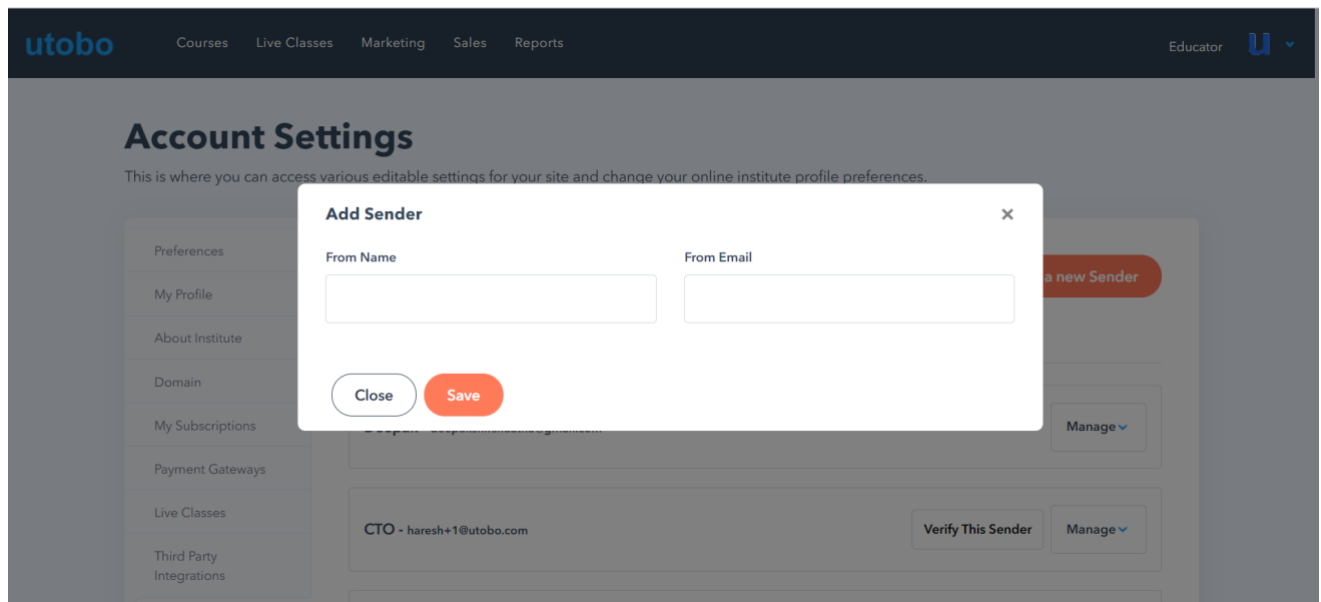 utobo
Courses Live Classes Marketing Sales Reports
Educator
Account Settings
This is where you can access various editable settings for your site and change your online institute profile preferences.
Add Sender
×
From Name
From Email
Close
Save
a new Sender
Preferences
My Profile
About Institute
Domain
My Subscriptions
Payment Gateways
Live Classes
Third Party
Integrations
Manage
CTO - haresh+1@utobo.com
Verify This Sender
Manage